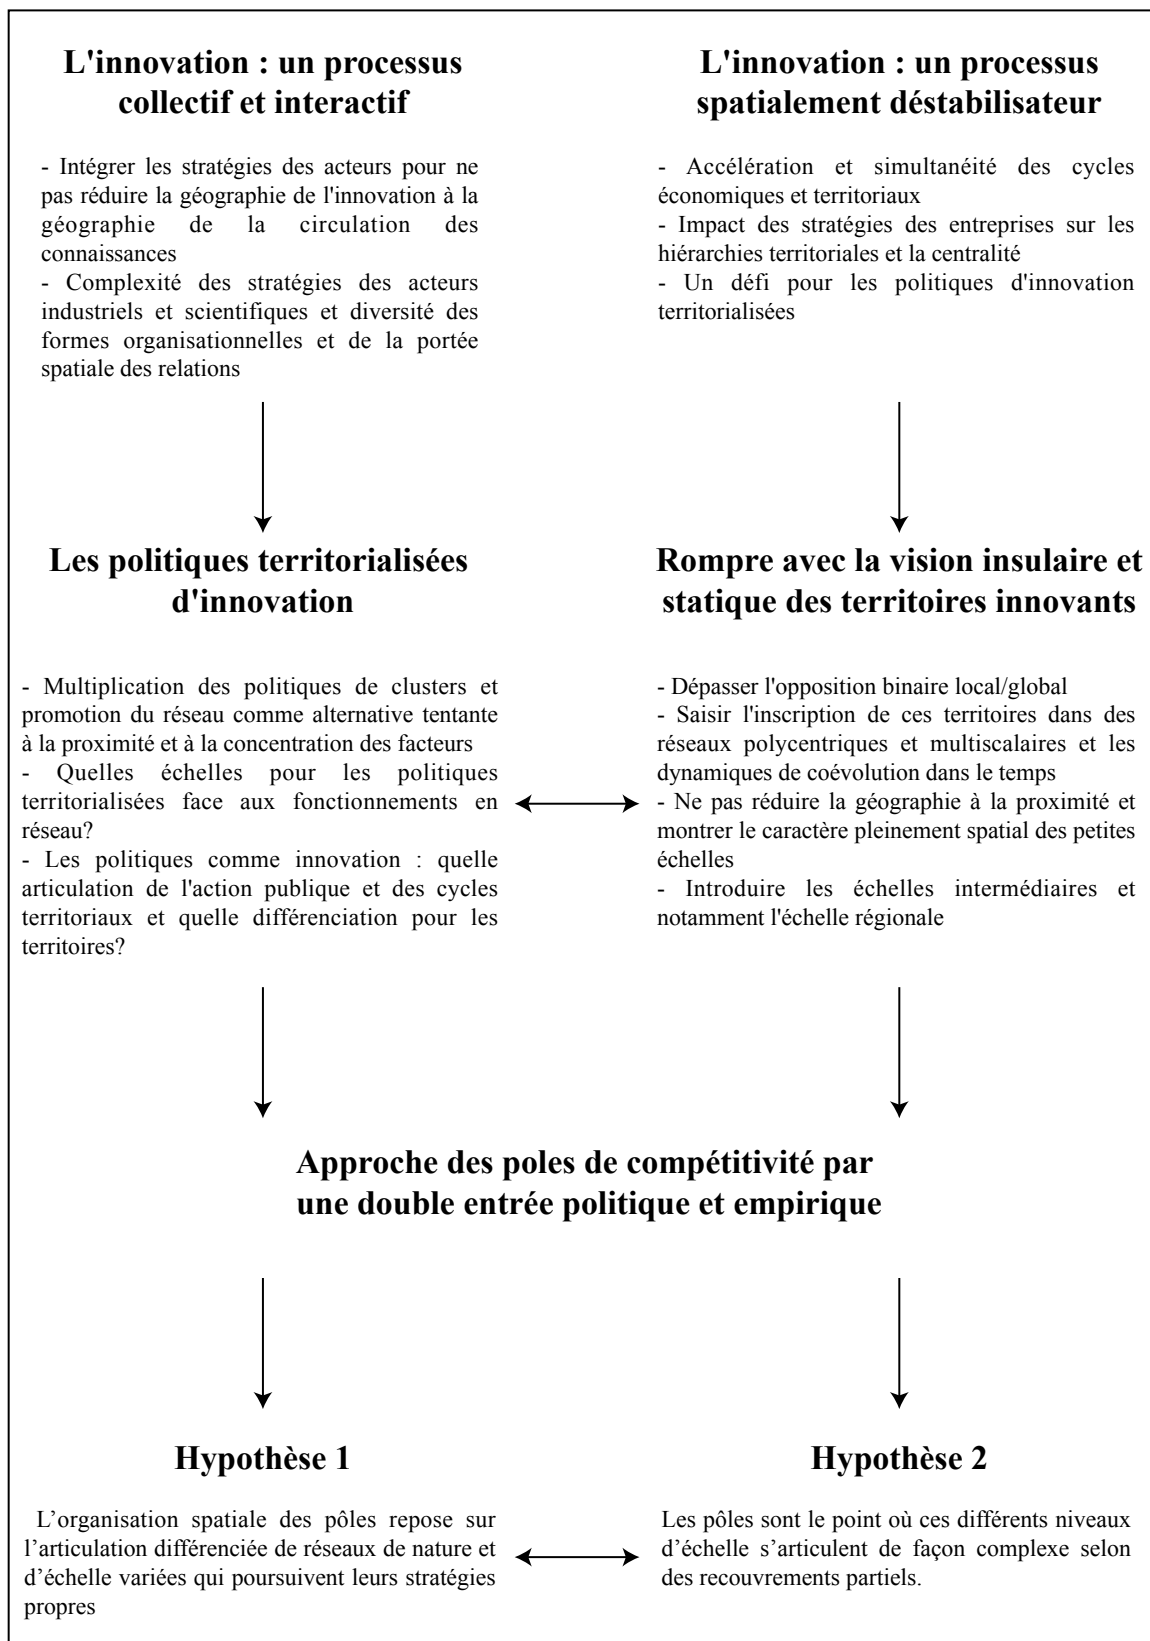 L'innovation : un processus
collectif et interactif
- Intégrer les stratégies des acteurs pour ne
pas réduire la géographie de l'innovation à la
géographie de la circulation des
connaissances
- Complexité des stratégies des acteurs
industriels et scientifiques et diversité des
formes organisationnelles et de la portée
spatiale des relations
L'innovation : un processus
spatialement déstabilisateur
- Accélération et simultanéité des cycles
économiques et territoriaux
- Impact des stratégies des entreprises sur les
hiérarchies territoriales et la centralité
- Un défi pour les politiques d'innovation
territorialisées
Les politiques territorialisées
d'innovation
- Multiplication des politiques de clusters et
promotion du réseau comme alternative tentante
à la proximité et à la concentration des facteurs
- Quelles échelles pour les politiques
territorialisées face aux fonctionnements en
réseau?
- Les politiques comme innovation : quelle
articulation de l'action publique et des cycles
territoriaux et quelle différenciation pour les
territoires?
Rompre avec la vision insulaire et
statique des territoires innovants
- Dépasser l'opposition binaire local/global
- Saisir l'inscription de ces territoires dans des
réseaux polycentriques et multiscalaires et les
dynamiques de coévolution dans le temps
- Ne pas réduire la géographie à la proximité et
montrer le caractère pleinement spatial des petites
échelles
- Introduire les échelles intermédiaires et
notamment l'échelle régionale
Approche des poles de compétitivité par
une double entrée politique et empirique
Hypothèse 1
L’organisation spatiale des pôles repose sur
l’articulation différenciée de réseaux de nature et
d’échelle variées qui poursuivent leurs stratégies
propres
Hypothèse 2
Les pôles sont le point où ces différents niveaux
d’échelle s’articulent de façon complexe selon
des recouvrements partiels.